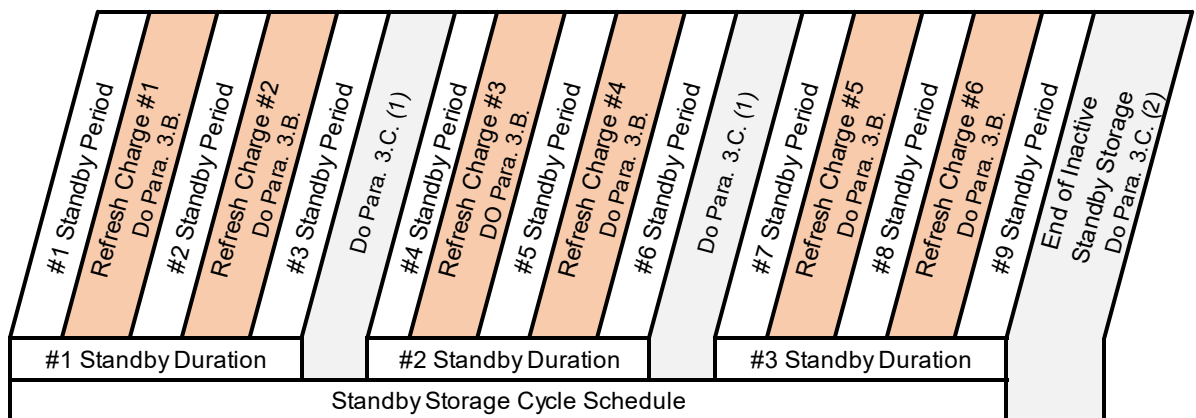 #1 Standby Period
Refresh Charge #1
Do Para. 3.B.
#2 Standby Period
Refresh Charge #2
Do Para. 3.B.
#3 Standby Period
Do Para. 3.C. (1)
#4 Standby Period
Refresh Charge #3
DO Para. 3.B.
#5 Standby Period
Refresh Charge #4
Do Para. 3.B.
#6 Standby Period
Do Para. 3.C. (1)
#7 Standby Period
Refresh Charge #5
Do Para. 3.B.
#8 Standby Period
Refresh Charge #6
Do Para. 3.B.
#9 Standby Period
End of Inactive
Standby Storage
Do Para. 3.C. (2)
#1 Standby Duration
#2 Standby Duration
#3 Standby Duration
Standby Storage Cycle Schedule